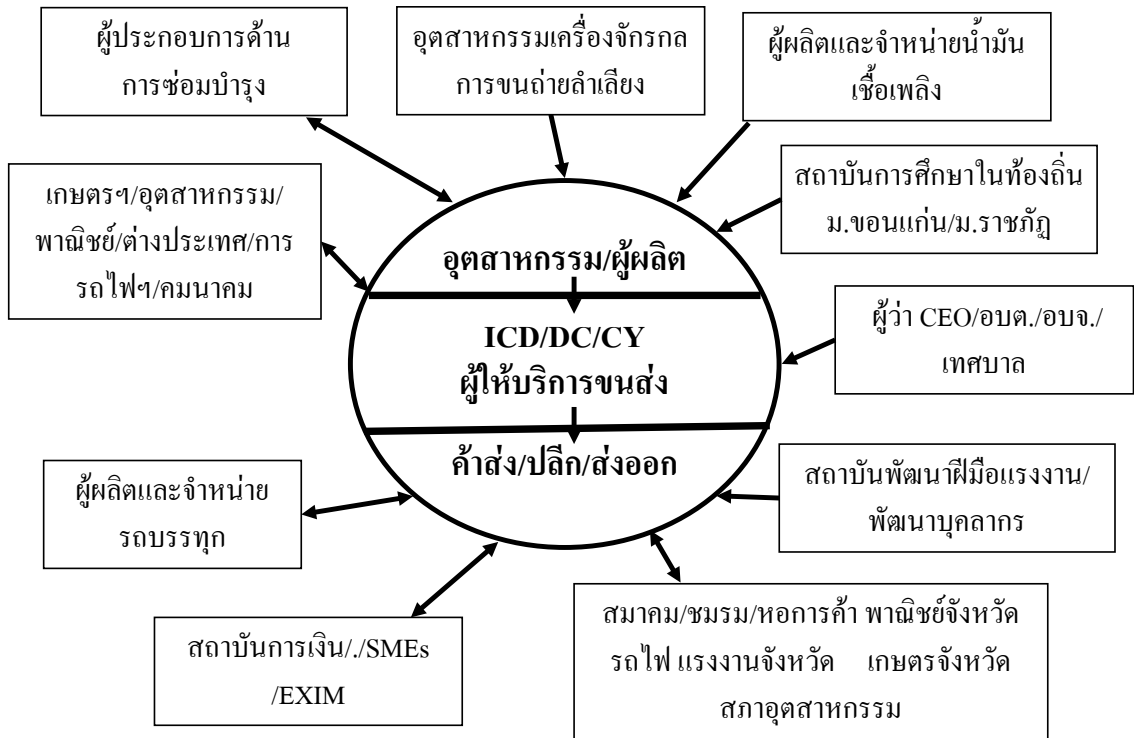 ผู้ประกอบการด้าน
การซ่อมบำรุง
อุตสาหกรรมเครื่องจักรกล
การขนถ่ายลำเลียง
ผู้ผลิตและจำหน่ายน้ำมัน
เชื้อเพลิง
เกษตรฯ/อุตสาหกรรม/
พาณิชย์/ต่างประเทศ/การ
รถไฟฯ/คมนาคม
สถาบันการศึกษาในท้องถิ่น
ม.ขอนแก่น/ม.ราชภัฏ
อุตสาหกรรม/ผู้ผลิต
ICD/DC/CY
ผู้ให้บริการขนส่ง
ค้าส่ง/ปลีก/ส่งออก
ผู้ว่า CEO/อบต./อบจ./
เทศบาล
ผู้ผลิตและจำหน่าย
รถบรรทุก
สถาบันพัฒนาฝีมือแรงงาน/
พัฒนาบุคลากร
สถาบันการเงิน/./SMEs
/EXIM
สมาคม/ชมรม/หอการค้า พาณิชย์จังหวัด
รถไฟ แรงงานจังหวัด เกษตรจังหวัด
สภาอุตสาหกรรม